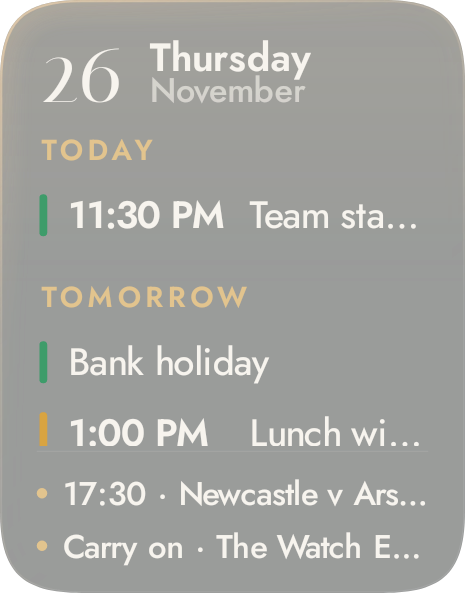 26 Thursday
November
TODAY
11:30 PM Team sta...
TOMORROW
Bank holiday
1:00 PM Lunch wi...
17:30 · Newcastle v Ars...
Carry on · The Watch E...